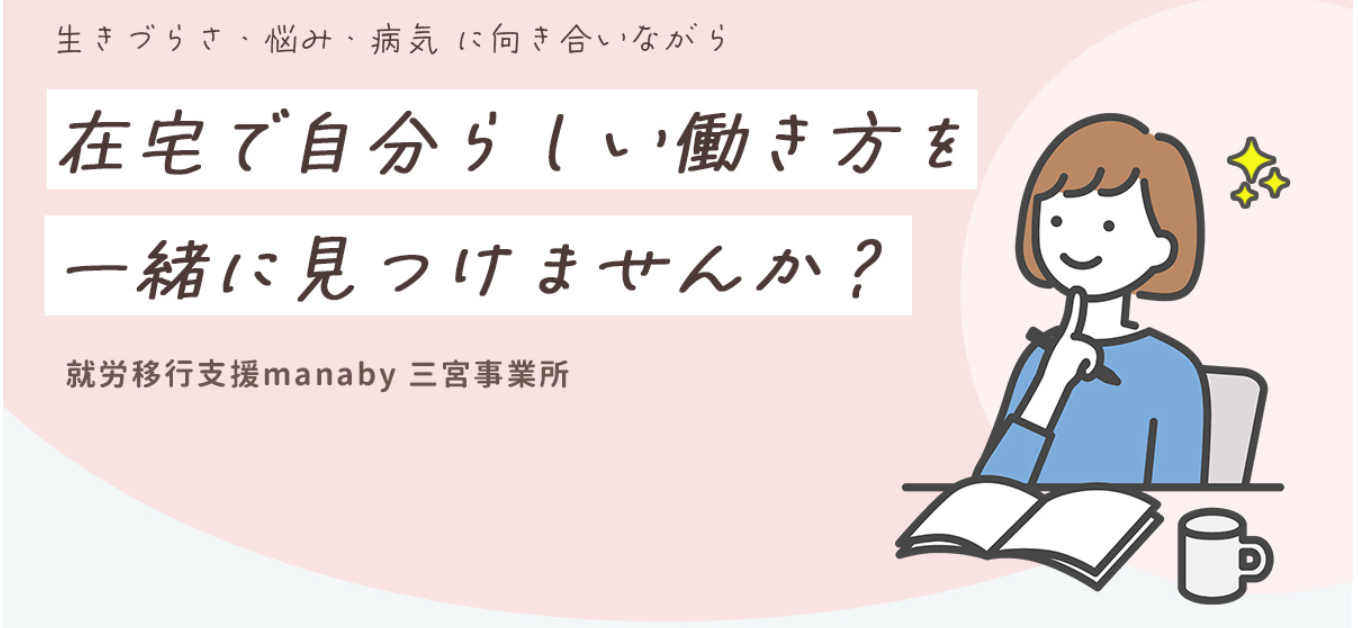 生きづらさ・悩み・病気 に向き合いながら
在宅で自分らしい働き方を
一緒に見つけませんか？
就労移行支援manaby 三宮事業所